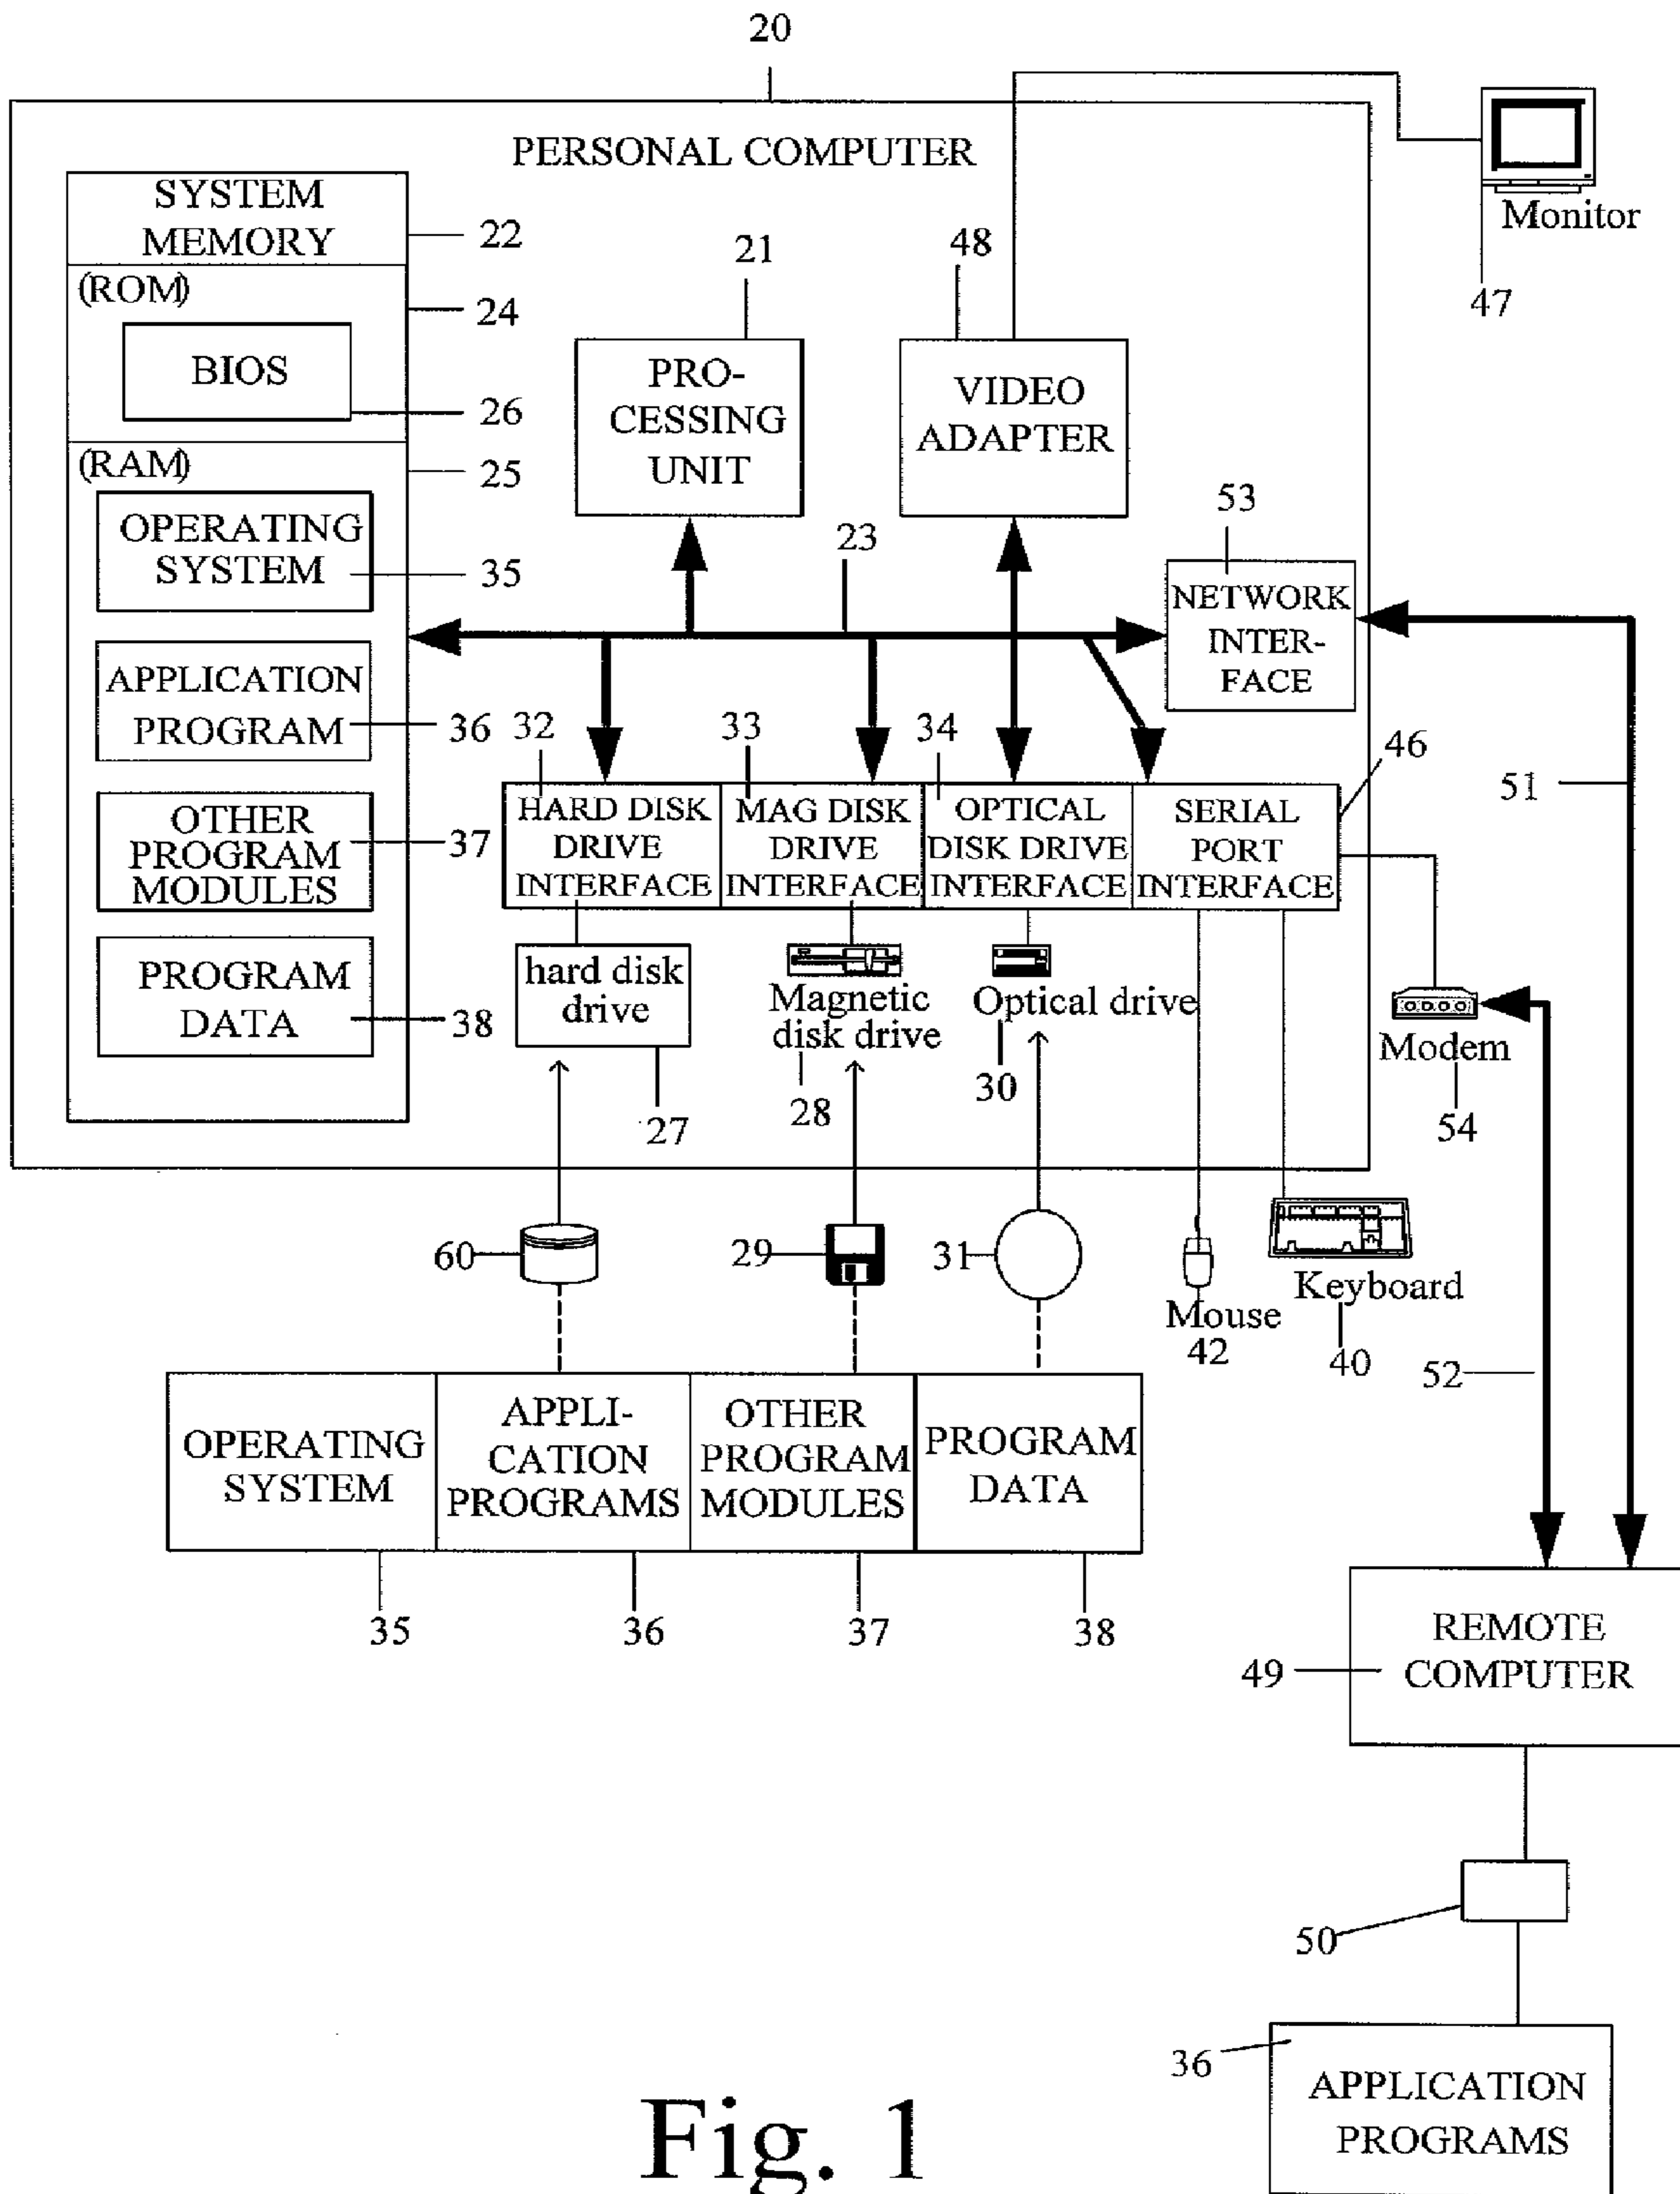 20
PERSONAL COMPUTER
SYSTEM
MEMORY
22
(ROM)
24
BIOS
26
(RAM)
25
OPERATING
SYSTEM
35
APPLICATION
PROGRAM
36
OTHER
PROGRAM
MODULES
37
PROGRAM
DATA
38
21
PRO-
CESSING
UNIT
48
VIDEO
ADAPTER
Monitor
47
23
53
NETWORK
INTER-
FACE
32
HARD DISK
DRIVE
INTERFACE
33
MAG DISK
DRIVE
INTERFACE
34
OPTICAL
DISK DRIVE
INTERFACE
46
SERIAL
PORT
INTERFACE
51
hard disk
drive
27
Magnetic
disk drive
28
Optical drive
30
Modem
54
60
29
31
Mouse
42
Keyboard
40
52
OPERATING
SYSTEM
35
APPLI-
CATION
PROGRAMS
36
OTHER
PROGRAM
MODULES
37
PROGRAM
DATA
38
49
REMOTE
COMPUTER
50
36
APPLICATION
PROGRAMS
Fig. 1